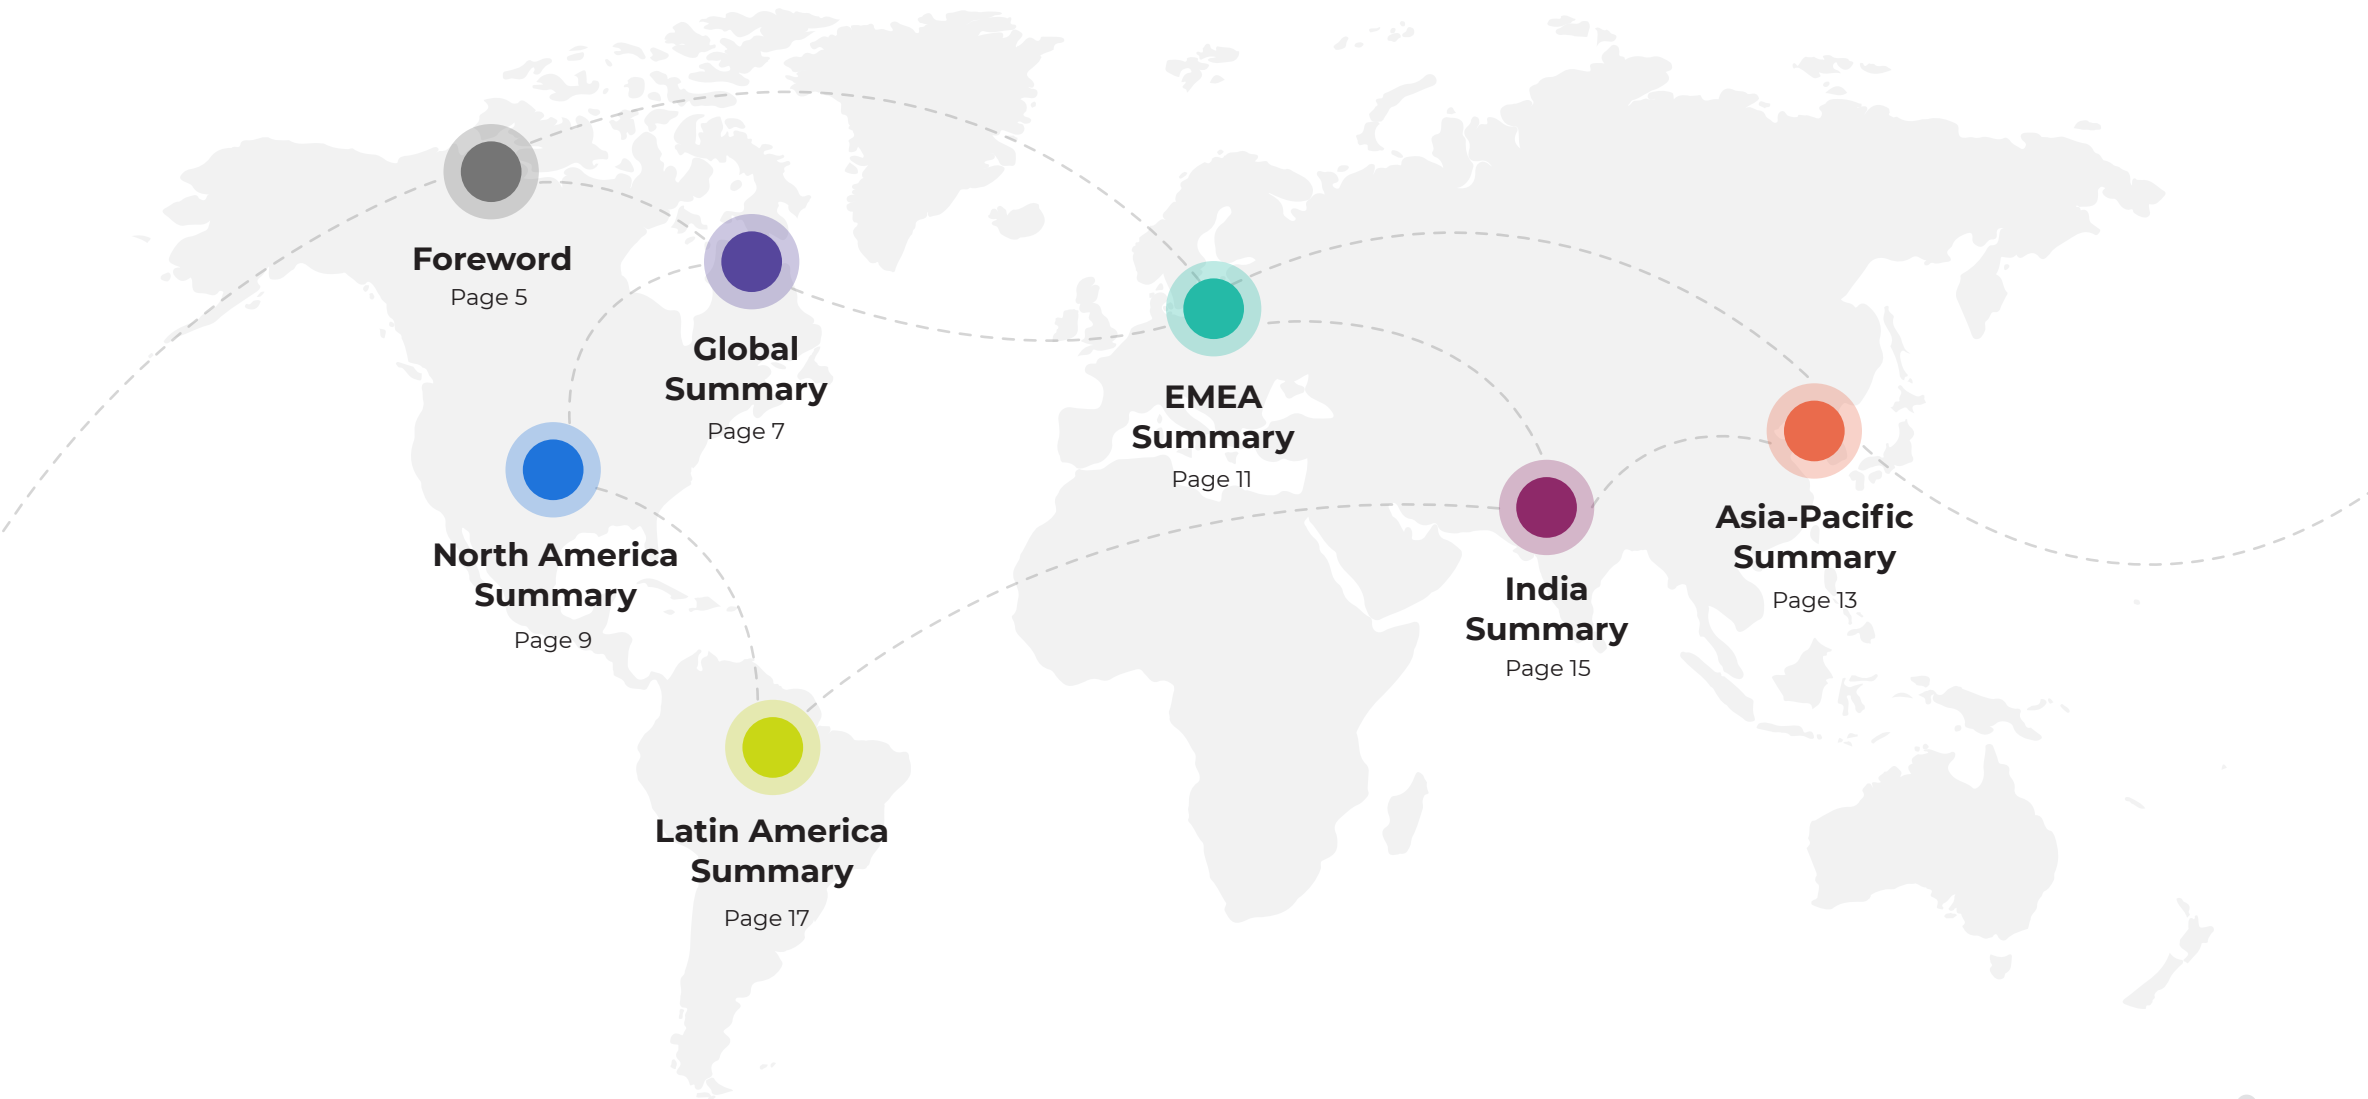 Foreword
Page 5
Global
Summary
Page 7
North America
Summary
Page 9
EMEA
Summary
Page 11
Asia-Pacific
Summary
Page 13
India
Summary
Page 15
Latin America
Summary
Page 17